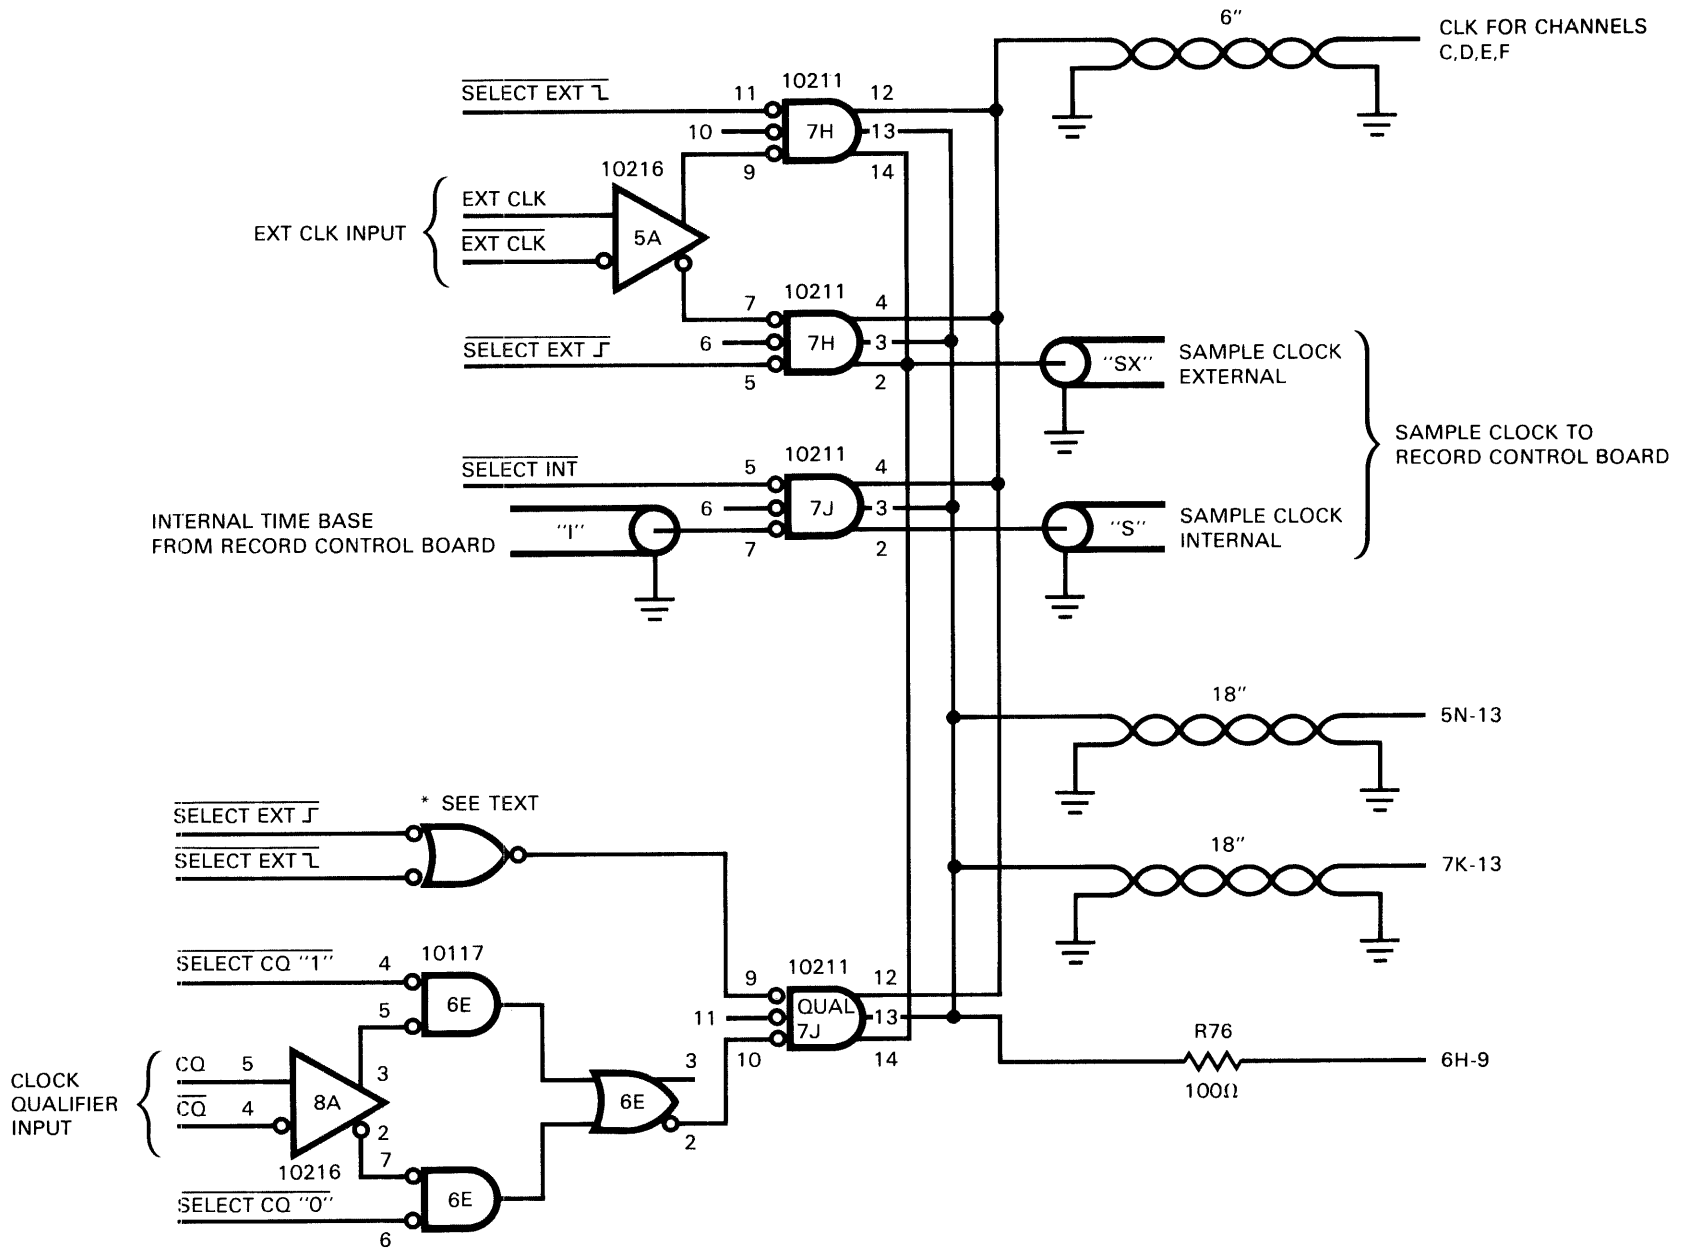 6"
CLK FOR CHANNELS
C,D,E,F
SELECT EXT ↴
11
10211
12
10
7H
13
9
14
10216
EXT CLK
EXT CLK INPUT
5A
EXT CLK
7
10211
4
6
7H
3
SELECT EXT
5
2
"SX"
SAMPLE CLOCK
EXTERNAL
SAMPLE CLOCK TO
RECORD CONTROL BOARD
SELECT INT
5
10211
4
6
7J
3
INTERNAL TIME BASE
FROM RECORD CONTROL BOARD
"I"
7
2
"S"
SAMPLE CLOCK
INTERNAL
18"
5N-13
SELECT EXT
* SEE TEXT
SELECT EXT
18"
7K-13
SELECT CQ "1"
4
10117
5
6E
9
10211
12
11
QUAL
7J
13
10
14
R76
100Ω
6H-9
CLOCK
QUALIFIER
INPUT
CQ
5
3
CQ
4
8A
2
10216
7
6E
3
2
SELECT CQ "0"
6
6E